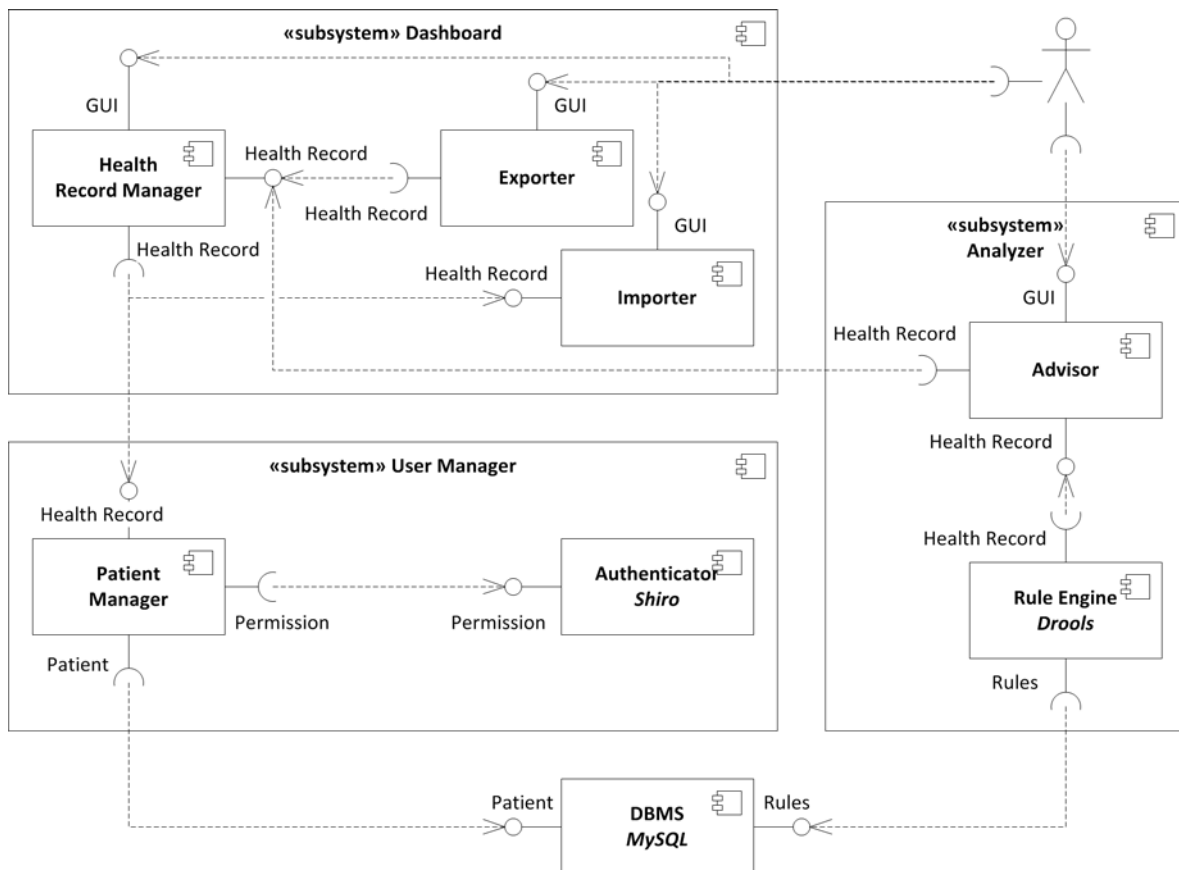 «subsystem» Dashboard
GUI
GUI
Health
Record Manager
Health Record
Exporter
Health Record
Health Record
GUI
Health Record
Importer
«subsystem»
Analyzer
GUI
Health Record
Advisor
Health Record
Health Record
Rule Engine
Drools
Rules
«subsystem» User Manager
Health Record
Patient
Manager
Permission
Permission
Authenticator
Shiro
Patient
Patient
DBMS
MySQL
Rules